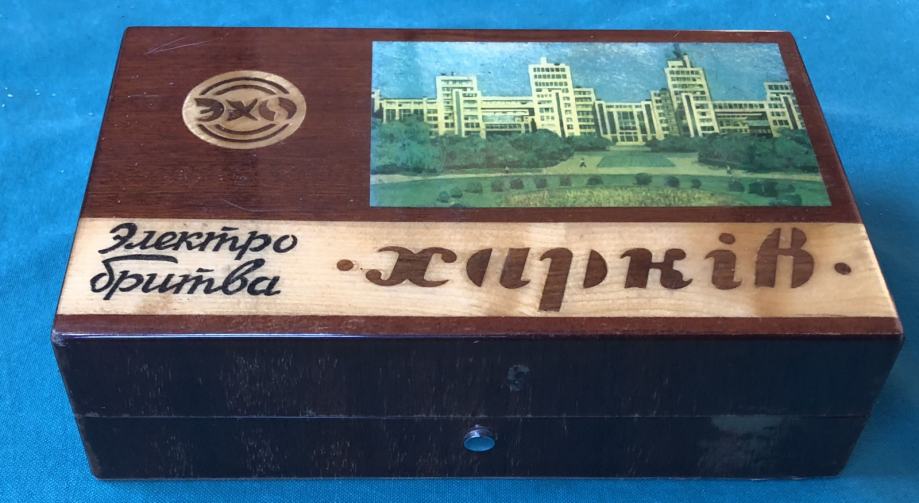 ЭХО
Электро
бритва
·харків·